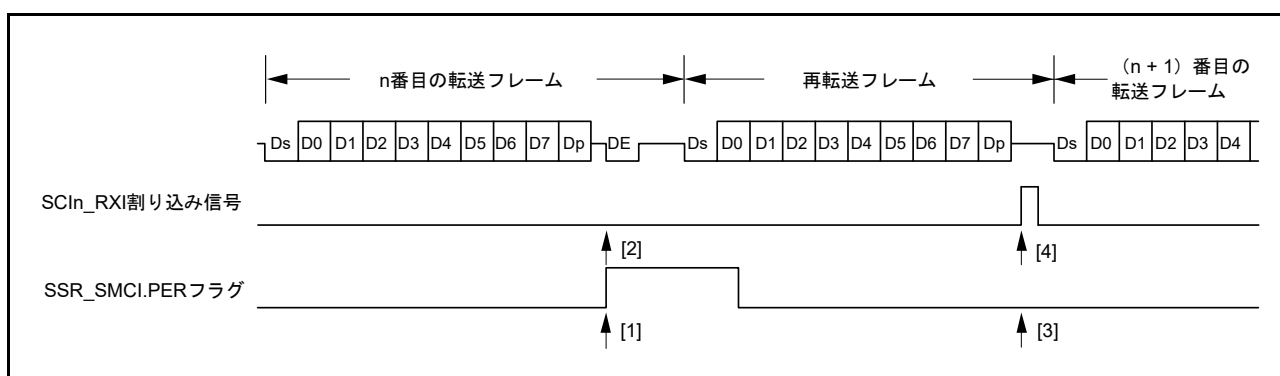 n番目の転送フレーム
再転送フレーム
（n + 1）番目の
転送フレーム
Ds D0 D1 D2 D3 D4 D5 D6 D7 Dp DE Ds D0 D1 D2 D3 D4 D5 D6 D7 Dp Ds D0 D1 D2 D3 D4
SCIn_RXI割り込み信号
[2] [4]
SSR_SMCI.PERフラグ
[1] [3]